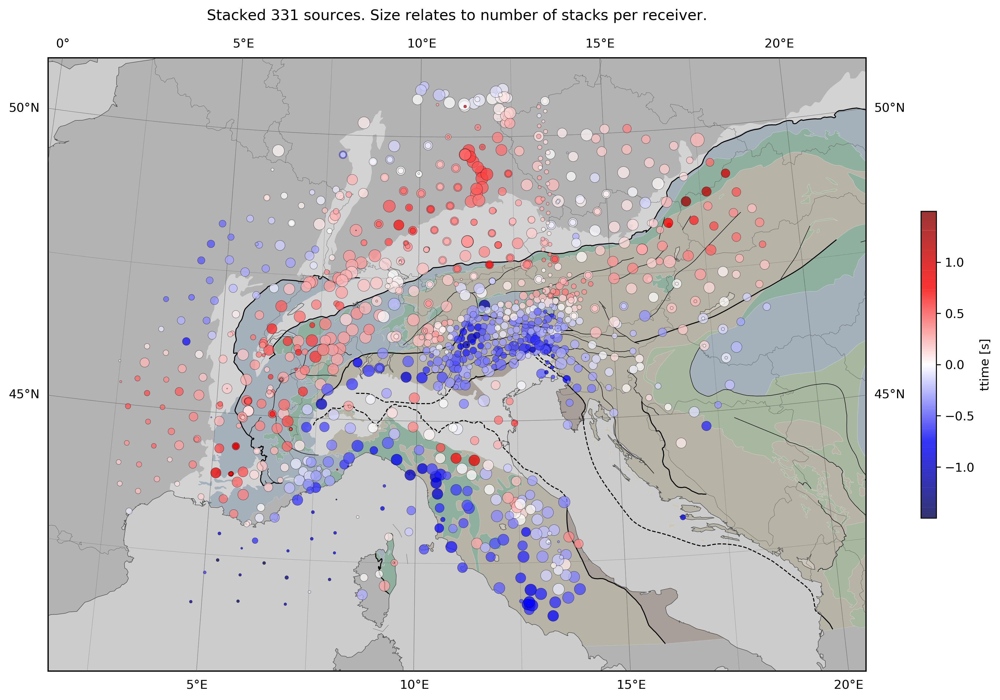 Stacked 331 sources. Size relates to number of stacks per receiver.
0° 5°E 10°E 15°E 20°E
50°N 50°N
1.0
0.5
0.0
−0.5
−1.0
ttime [s]
45°N 45°N
5°E 10°E 15°E 20°E